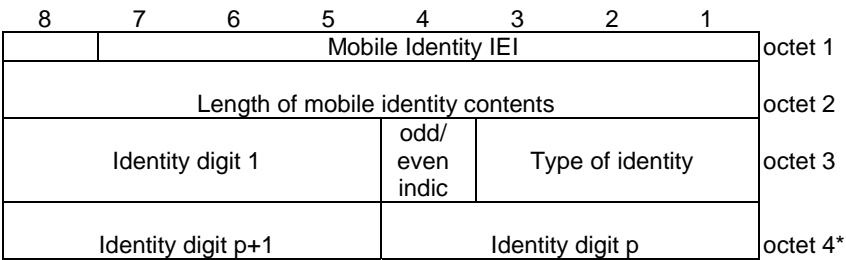 8 7 6 5 4 3 2 1
Mobile Identity IEI octet 1
Length of mobile identity contents octet 2
odd/
Identity digit 1 even Type of identity octet 3
indic
Identity digit p+1 Identity digit p octet 4*